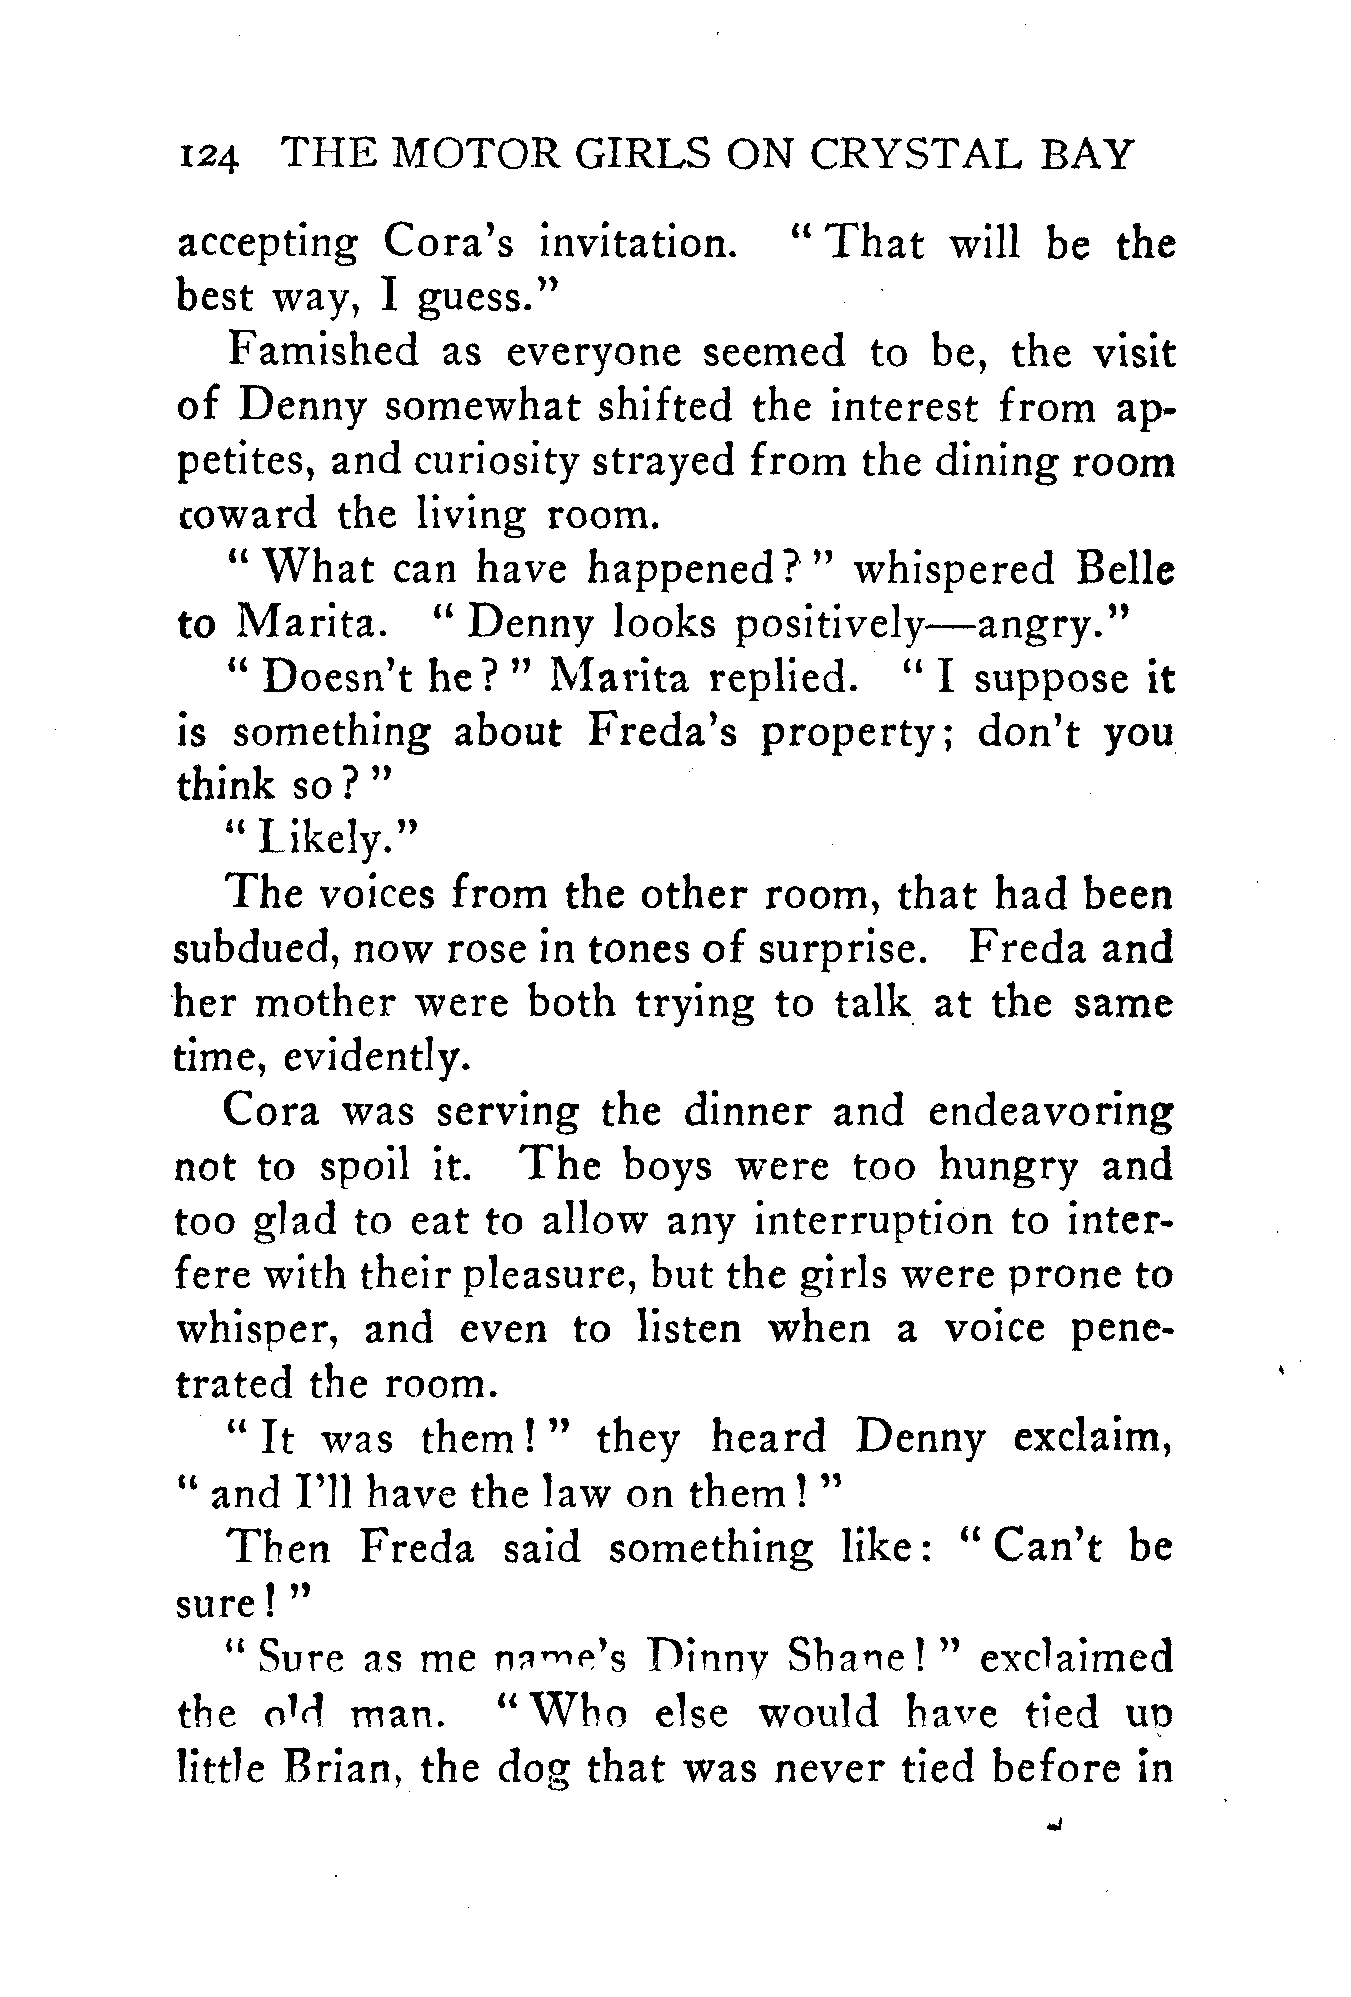 124 THE MOTOR GIRLS ON CRYSTAL BAY
accepting Cora's invitation. " That will be the
best way, I guess."
Famished as everyone seemed to be, the visit
of Denny somewhat shifted the interest from ap-
petites, and curiosity strayed from the dining room
toward the living room.
" What can have happened? " whispered Belle
to Marita. " Denny looks positively—angry."
" Doesn't he? " Marita replied. " I suppose it
is something about Freda's property; don't you
think so? "
" Likely."
The voices from the other room, that had been
subdued, now rose in tones of surprise. Freda and
her mother were both trying to talk at the same
time, evidently.
Cora was serving the dinner and endeavoring
not to spoil it. The boys were too hungry and
too glad to eat to allow any interruption to inter-
fere with their pleasure, but the girls were prone to
whisper, and even to listen when a voice pene-
trated the room.
" It was them! " they heard Denny exclaim,
" and I'll have the law on them! "
Then Freda said something like: " Can't be
sure! "
" Sure as me name's Dinny Shane! " exclaimed
the old man. " Who else would have tied up
little Brian, the dog that was never tied before in